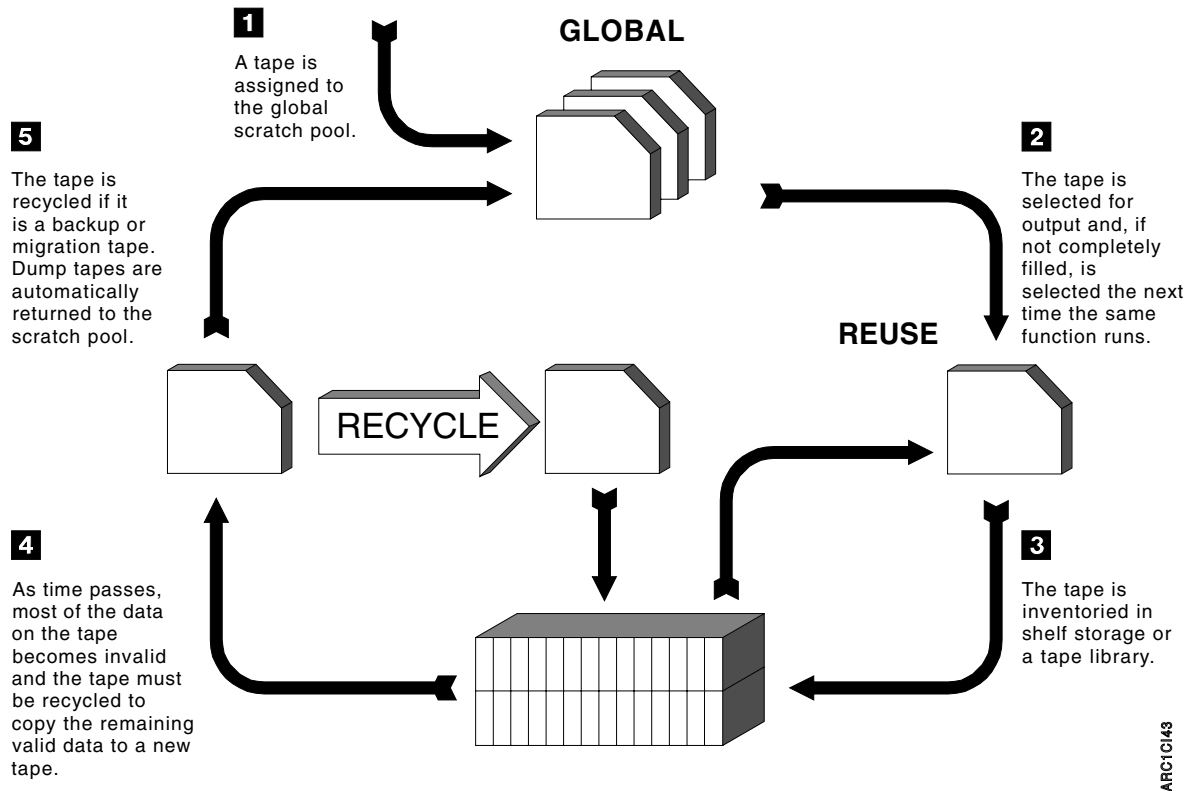 1
A tape is
assigned to
the global
scratch pool.
GLOBAL
5
The tape is
recycled if it
is a backup or
migration tape.
Dump tapes are
automatically
returned to the
scratch pool.
2
The tape is
selected for
output and, if
not completely
filled, is
selected the next
time the same
function runs.
REUSE
RECYCLE
4
As time passes,
most of the data
on the tape
becomes invalid
and the tape must
be recycled to
copy the remaining
valid data to a new
tape.
3
The tape is
inventoried in
shelf storage or
a tape library.
ARC1CI43